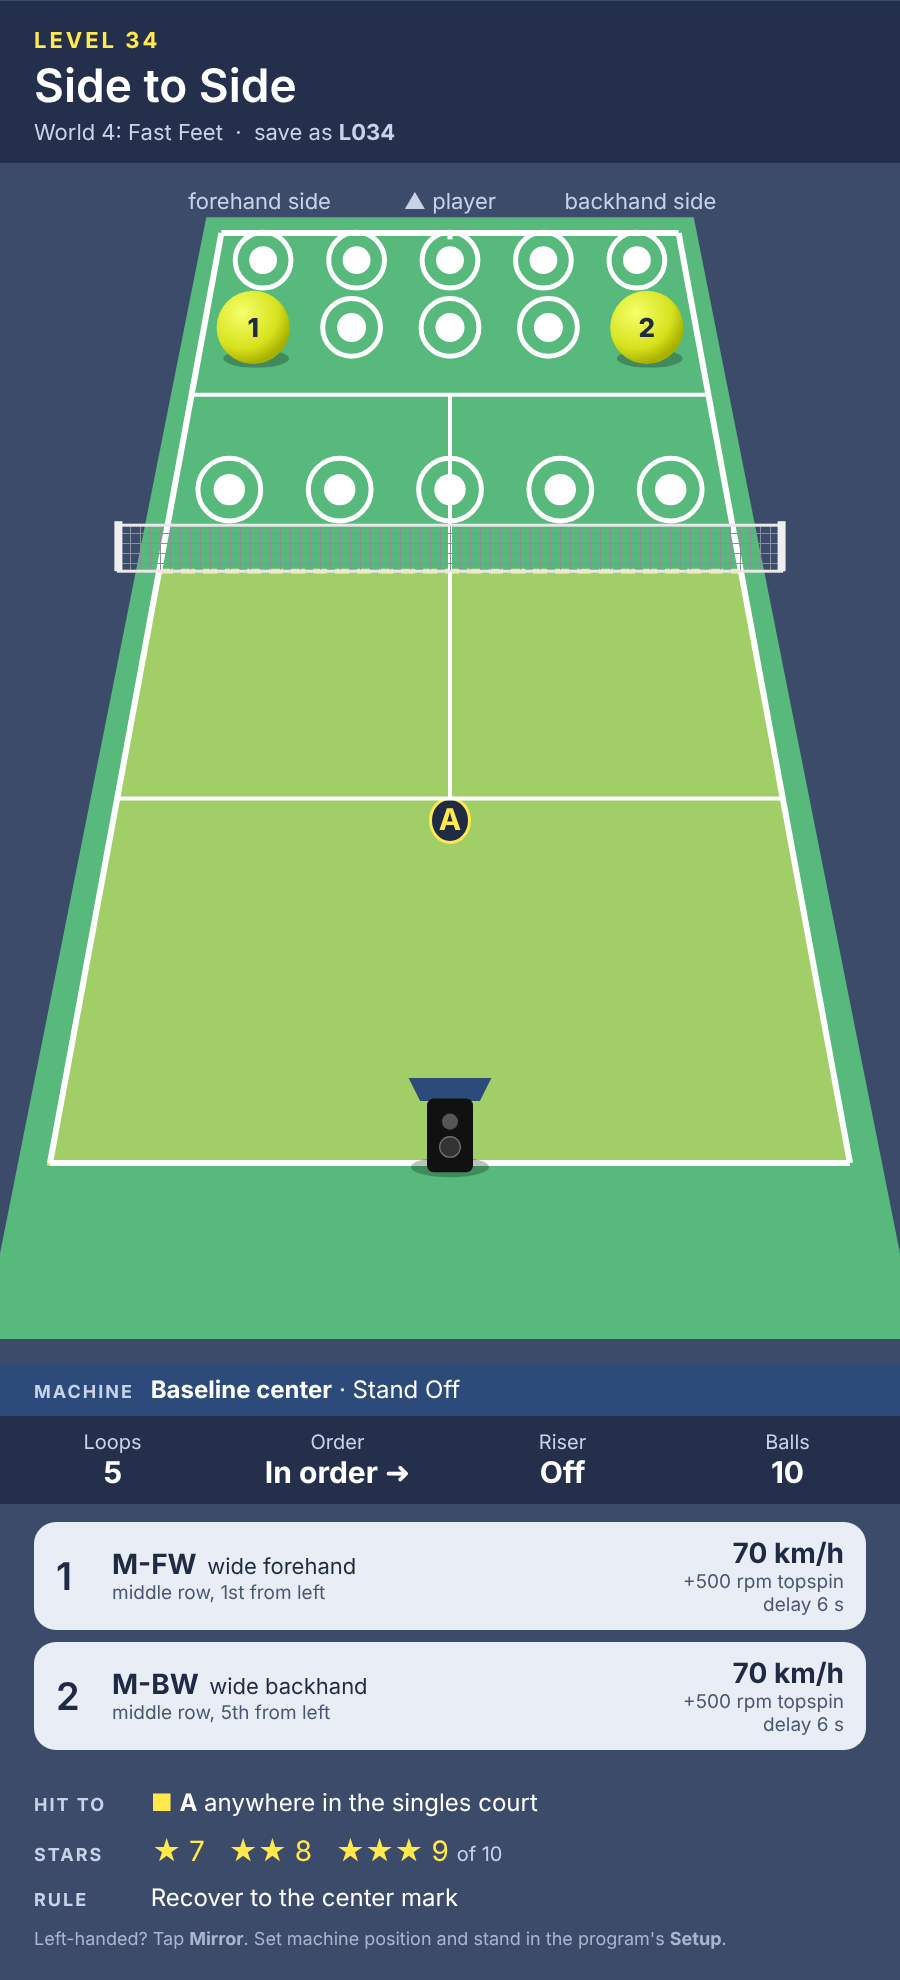 LEVEL 34
Side to Side
World 4: Fast Feet · save as L034
forehand side ▲ player backhand side
1 2
A
MACHINE Baseline center · Stand Off
Loops Order Riser Balls
5 In order ➜ Off 10
1 M-FW wide forehand 70 km/h
middle row, 1st from left +500 rpm topspin
delay 6 s
2 M-BW wide backhand 70 km/h
middle row, 5th from left +500 rpm topspin
delay 6 s
HIT TO ■ A anywhere in the singles court
STARS ★ 7 ★★ 8 ★★★ 9 of 10
RULE Recover to the center mark
Left-handed? Tap Mirror. Set machine position and stand in the program's Setup.